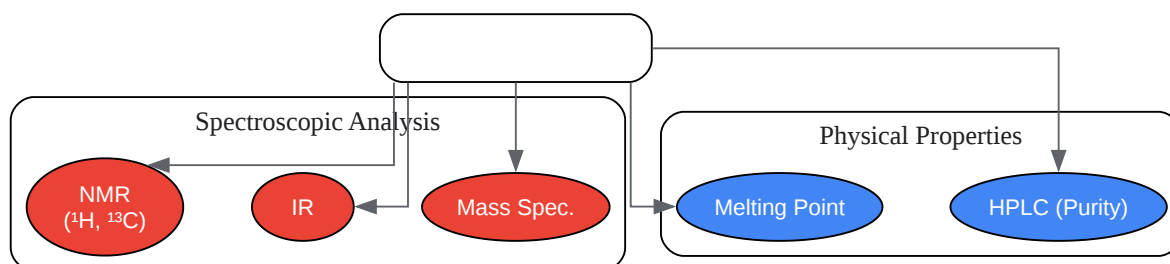 Spectroscopic Analysis
Physical Properties
NMR
(¹H, ¹³C)
IR
Mass Spec.
Melting Point
HPLC (Purity)